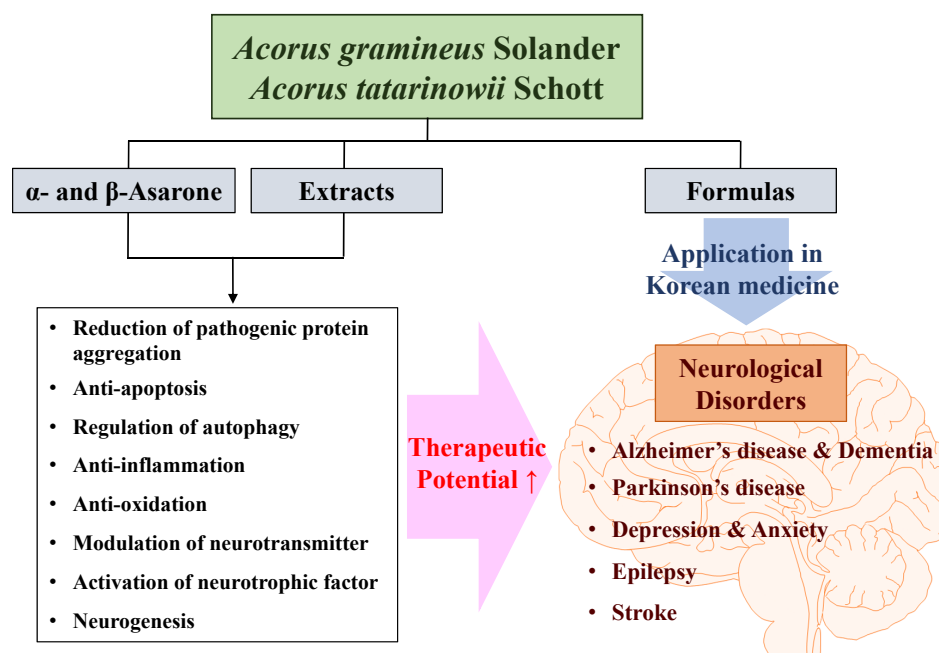 Acorus gramineus Solander
Acorus tatarinowii Schott
α- and β-Asarone
Extracts
Formulas
Application in
Korean medicine
• Reduction of pathogenic protein
aggregation
• Anti-apoptosis
• Regulation of autophagy
• Anti-inflammation
• Anti-oxidation
• Modulation of neurotransmitter
• Activation of neurotrophic factor
• Neurogenesis
Therapeutic
Potential ↑
Neurological
Disorders
• Alzheimer’s disease & Dementia
• Parkinson’s disease
• Depression & Anxiety
• Epilepsy
• Stroke